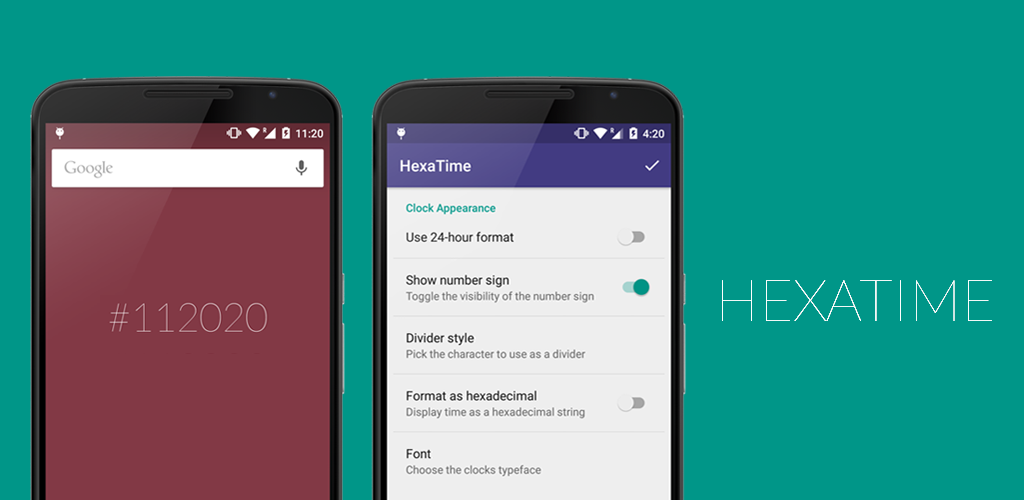 11:20
Google
#112020
4:20
HexaTime
Clock Appearance
Use 24-hour format
Show number sign
Toggle the visibility of the number sign
Divider style
Pick the character to use as a divider
Format as hexadecimal
Display time as a hexadecimal string
Font
Choose the clocks typeface
HEXATIME